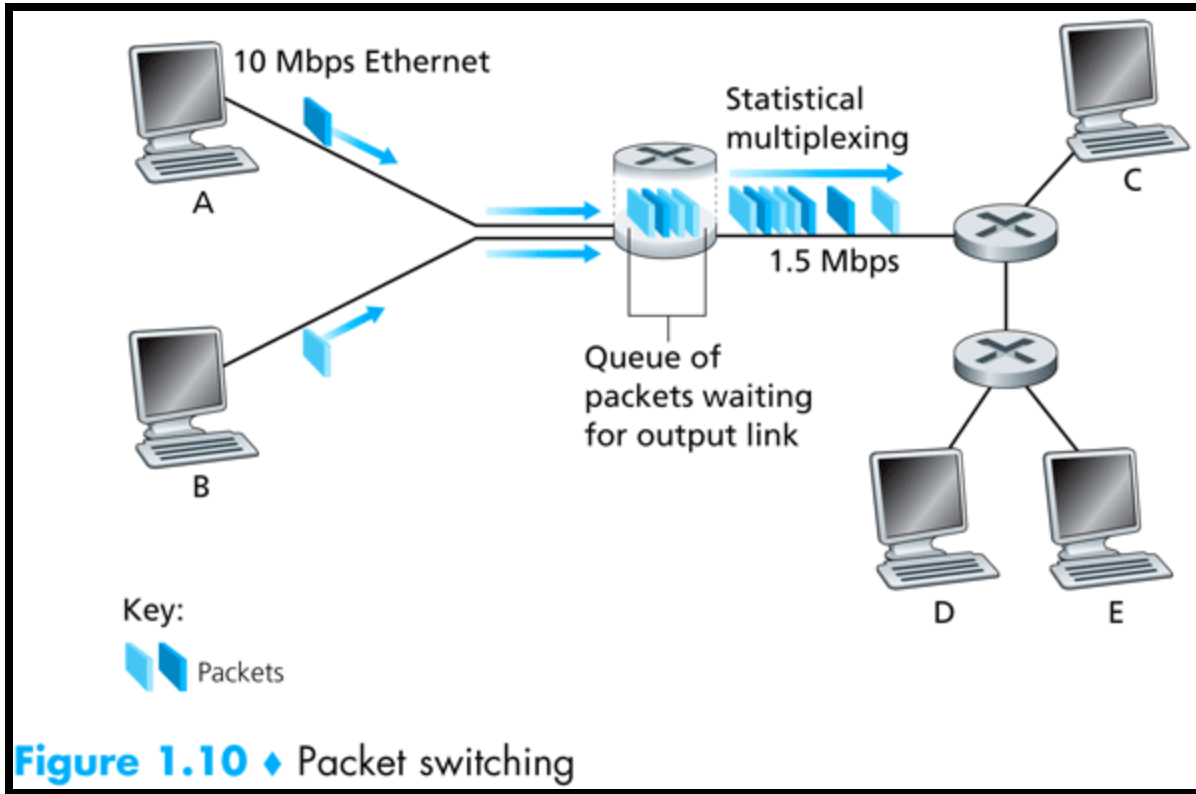 10 Mbps Ethernet
A
Statistical
multiplexing
C
1.5 Mbps
Queue of
packets waiting
for output link
B
D
E
Key:
Packets
Figure 1.10 ♦ Packet switching